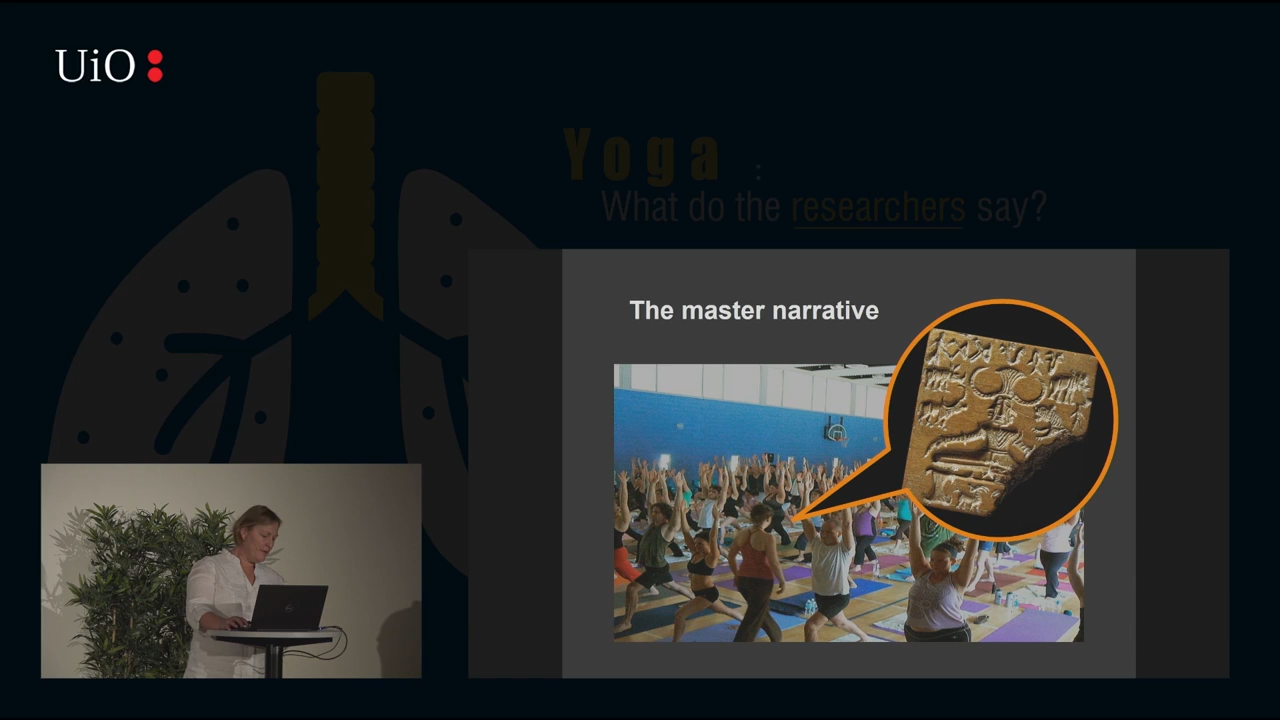 UiO:
Yoga :
What do the researchers say?
The master narrative